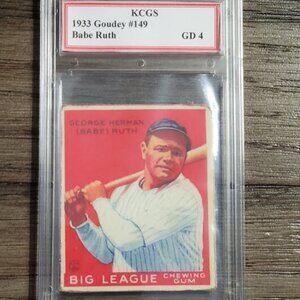 KCGS
1933 Goudey #149
Babe Ruth GD 4
GEORGE HERMAN
(BABE) RUTH
BIG LEAGUE CHEWING
GUM